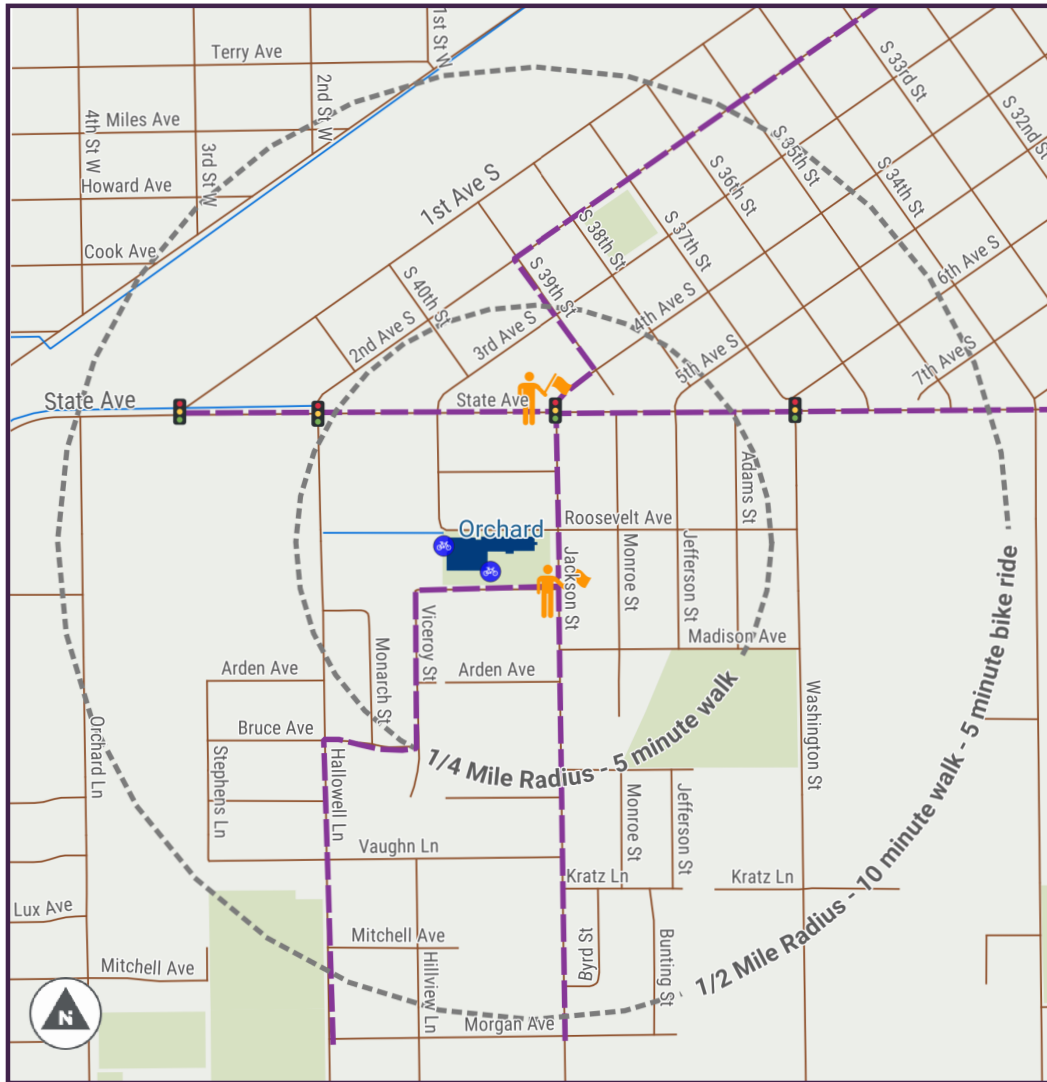 1st St W
Terry Ave
2nd St W
S 33rd St
4th St W
Miles Ave
S 32nd St
3rd St W
S 35th St
S 36th St
S 34th St
Howard Ave
1st Ave S
S 38th St
S 37th St
Cook Ave
6th Ave S
S 39th St
S 40th St
4th Ave S
2nd Ave S
3rd Ave S
5th Ave S
7th Ave S
State Ave
State Ave
Adams St
Roosevelt Ave
Orchard
Jackson St
Monroe St
Jefferson St
Viceroy St
Madison Ave
Monarch St
Arden Ave
Arden Ave
Washington St
Orchard Ln
Bruce Ave
Stephens Ln
Hallowell Ln
1/4 Mile Radius - 5 minute walk
1/2 Mile Radius - 10 minute walk - 5 minute bike ride
Monroe St
Jefferson St
Vaughn Ln
Kratz Ln
Kratz Ln
Lux Ave
Mitchell Ave
Byrd St
Bunting St
Mitchell Ave
Hillview Ln
N
Morgan Ave